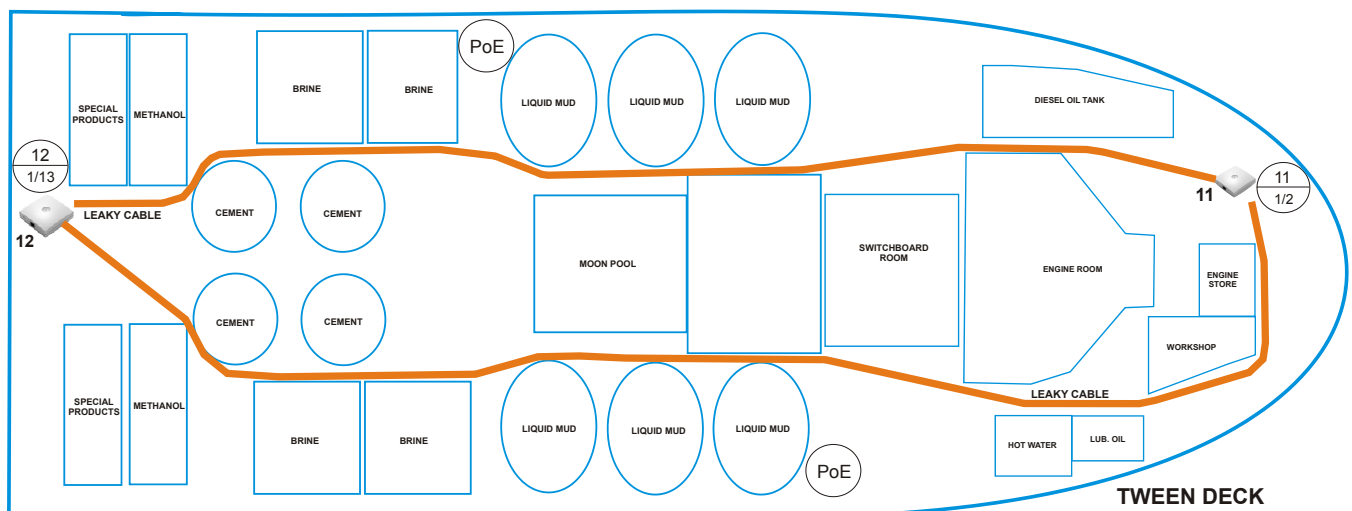 PoE
SPECIAL
PRODUCTS
METHANOL
BRINE
BRINE
LIQUID MUD
LIQUID MUD
LIQUID MUD
DIESEL OIL TANK
12
1/13
LEAKY CABLE
12
11
11
1/2
CEMENT
CEMENT
MOON POOL
SWITCHBOARD
ROOM
ENGINE ROOM
ENGINE
STORE
CEMENT
CEMENT
WORKSHOP
LEAKY CABLE
SPECIAL
PRODUCTS
METHANOL
BRINE
BRINE
LIQUID MUD
LIQUID MUD
LIQUID MUD
PoE
HOT WATER
LUB. OIL
TWEEN DECK